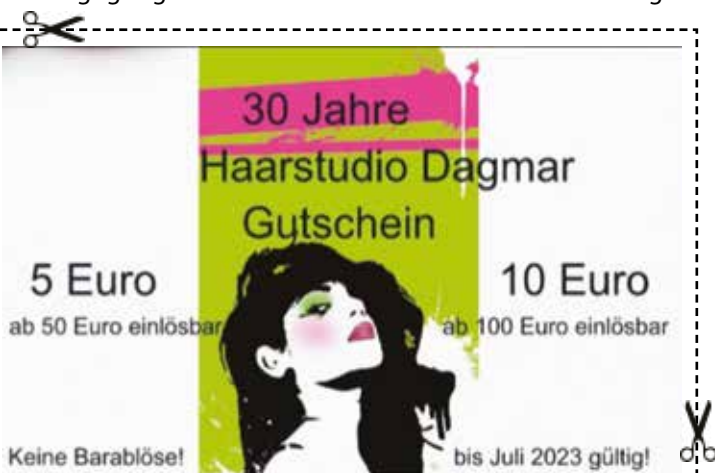 30 Jahre
Haarstudio Dagmar
Gutschein
5 Euro
10 Euro
ab 50 Euro einlösbar
ab 100 Euro einlösbar
Keine Barablöse!
bis Juli 2023 gültig!